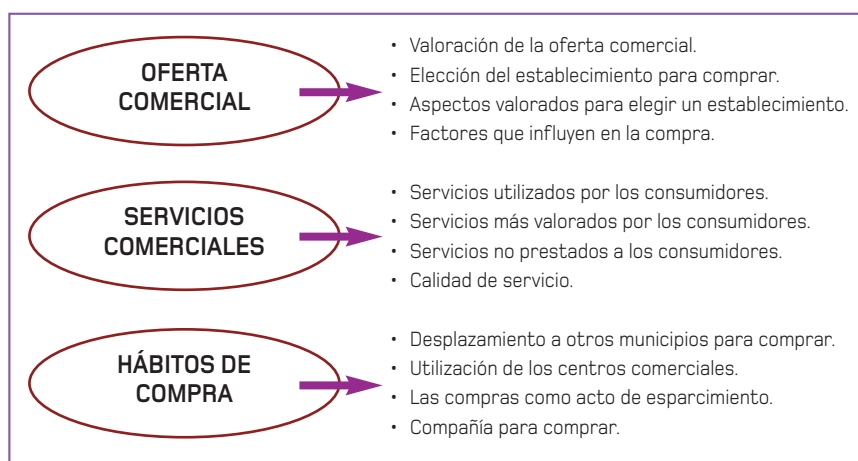 OFERTA
COMERCIAL
• Valoración de la oferta comercial.
• Elección del establecimiento para comprar.
• Aspectos valorados para elegir un establecimiento.
• Factores que influyen en la compra.
SERVICIOS
COMERCIALES
• Servicios utilizados por los consumidores.
• Servicios más valorados por los consumidores.
• Servicios no prestados a los consumidores.
• Calidad de servicio.
HÁBITOS DE
COMPRA
• Desplazamiento a otros municipios para comprar.
• Utilización de los centros comerciales.
• Las compras como acto de esparcimiento.
• Compañía para comprar.